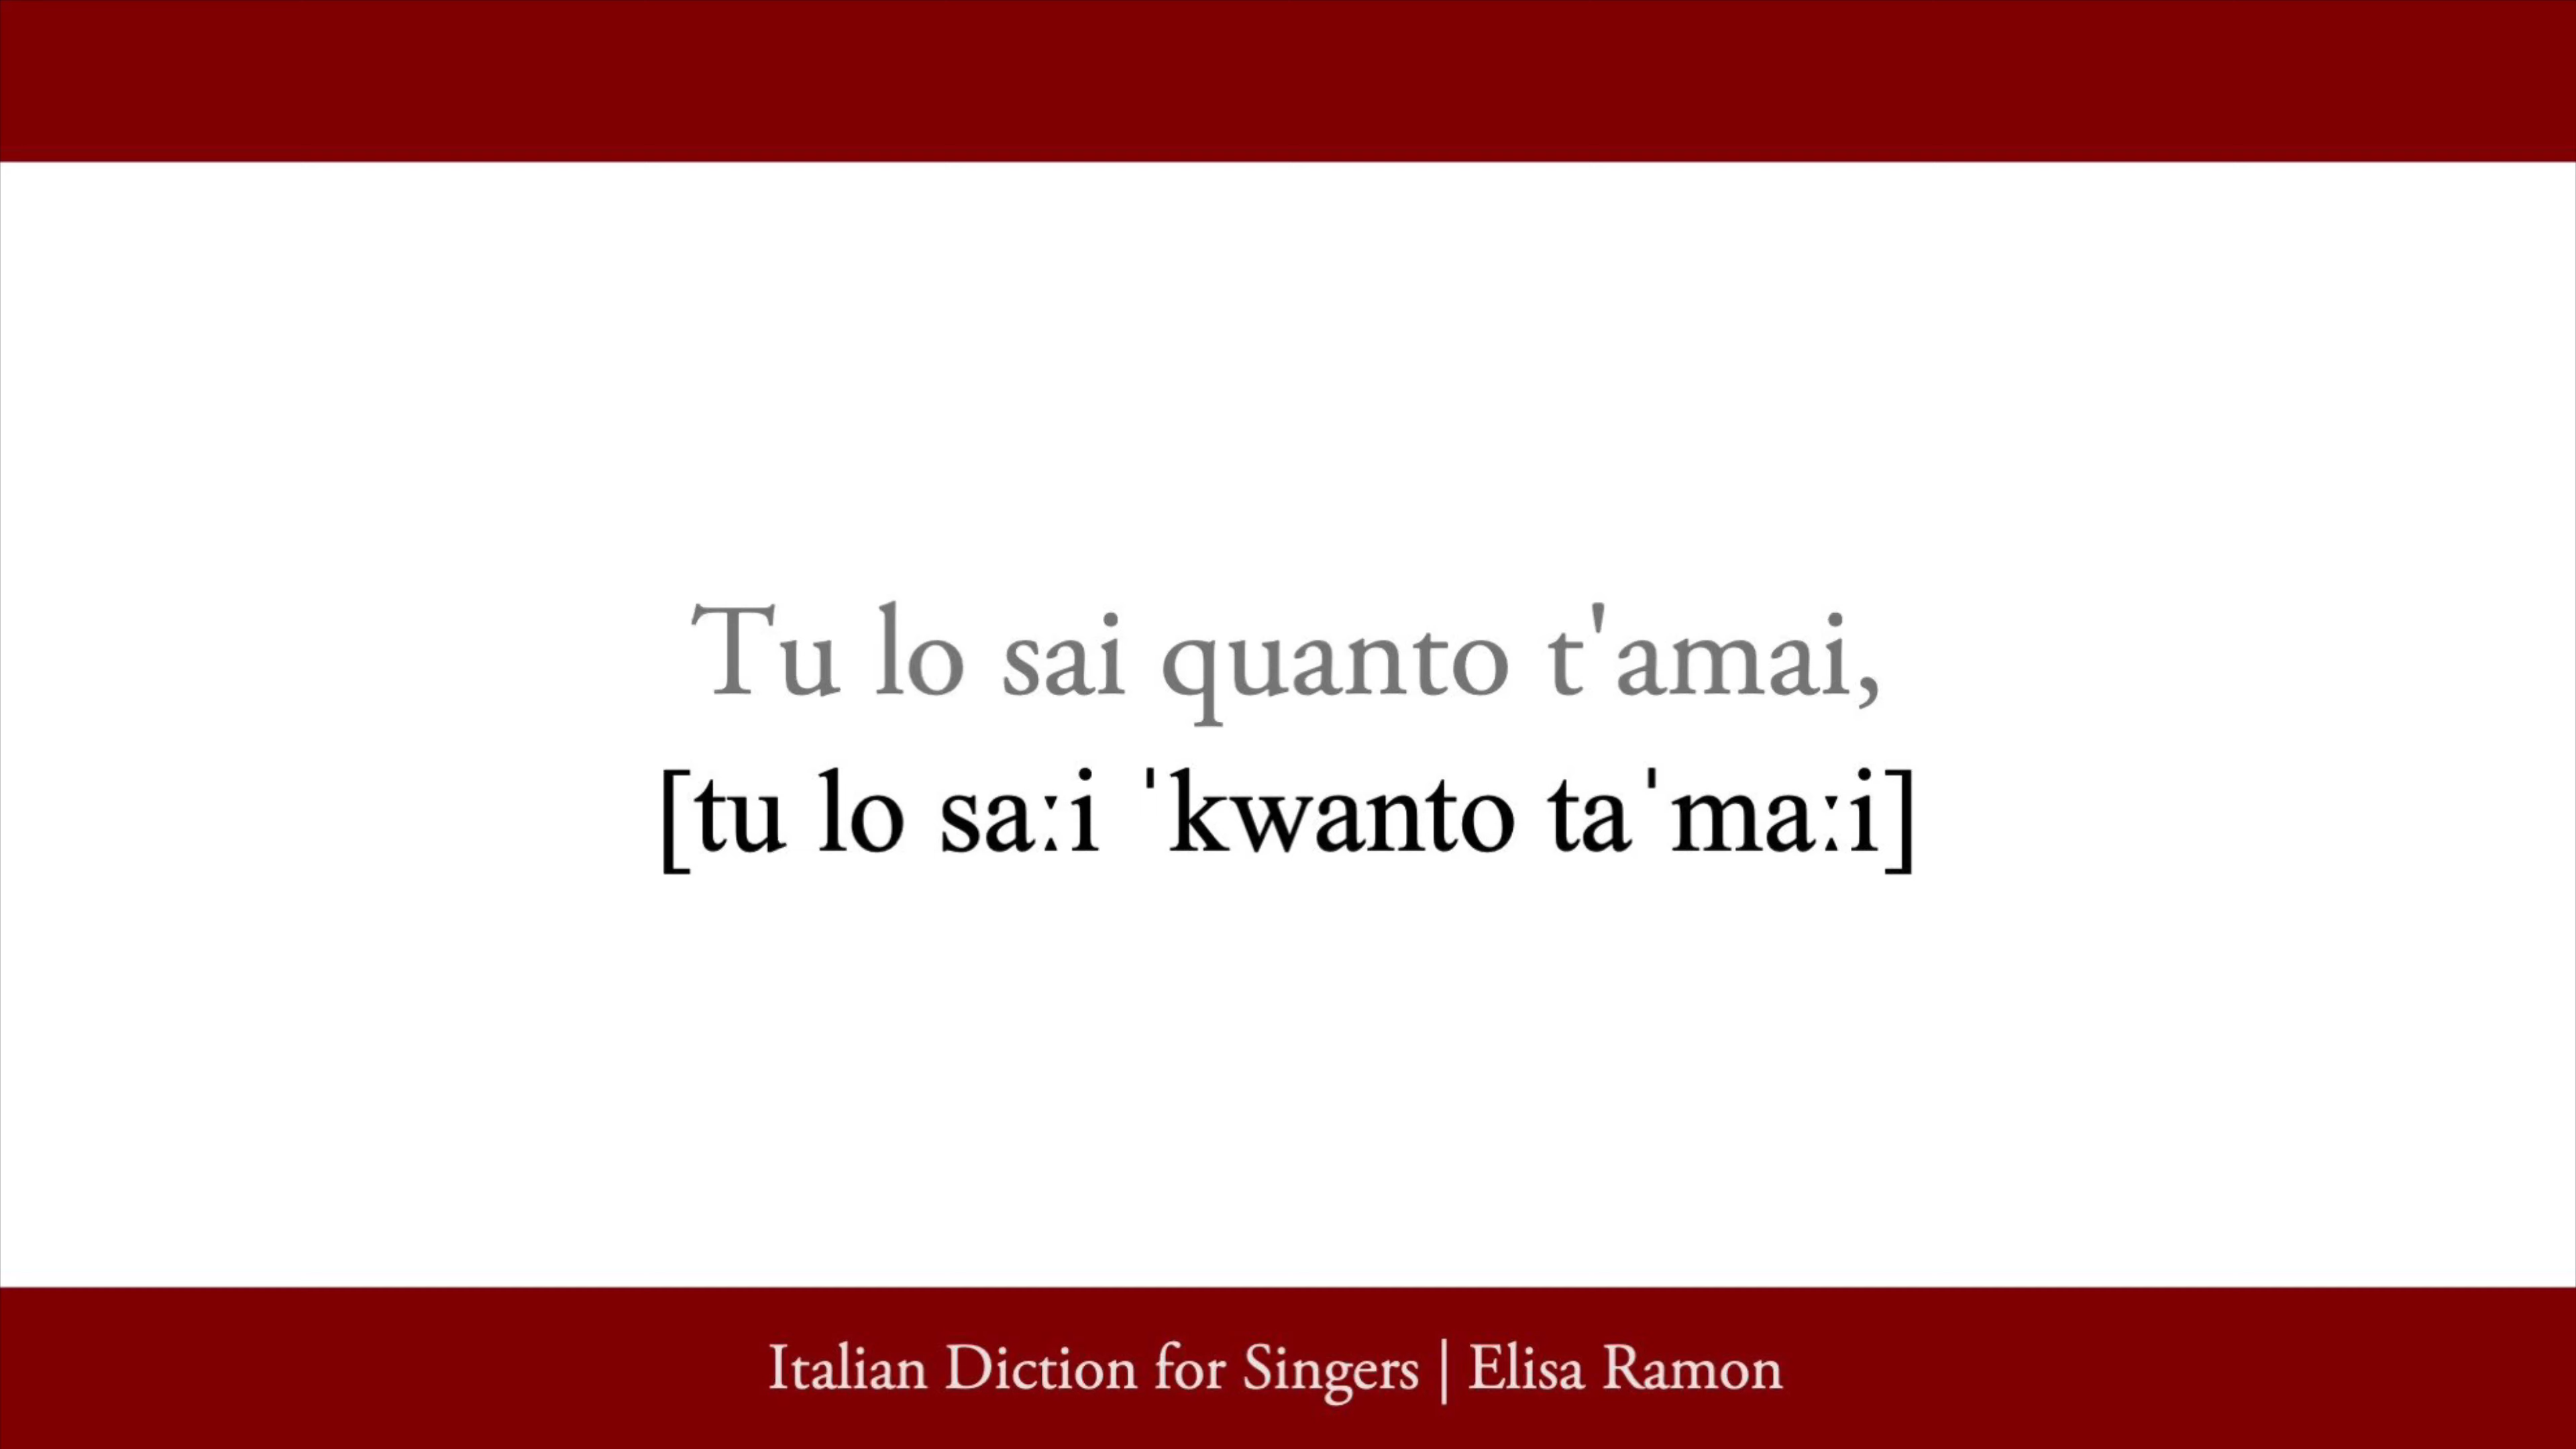 Tu lo sai quanto t'amai,
[tu lo saːi ˈkwanto taˈmaːi]
Italian Diction for Singers | Elisa Ramon